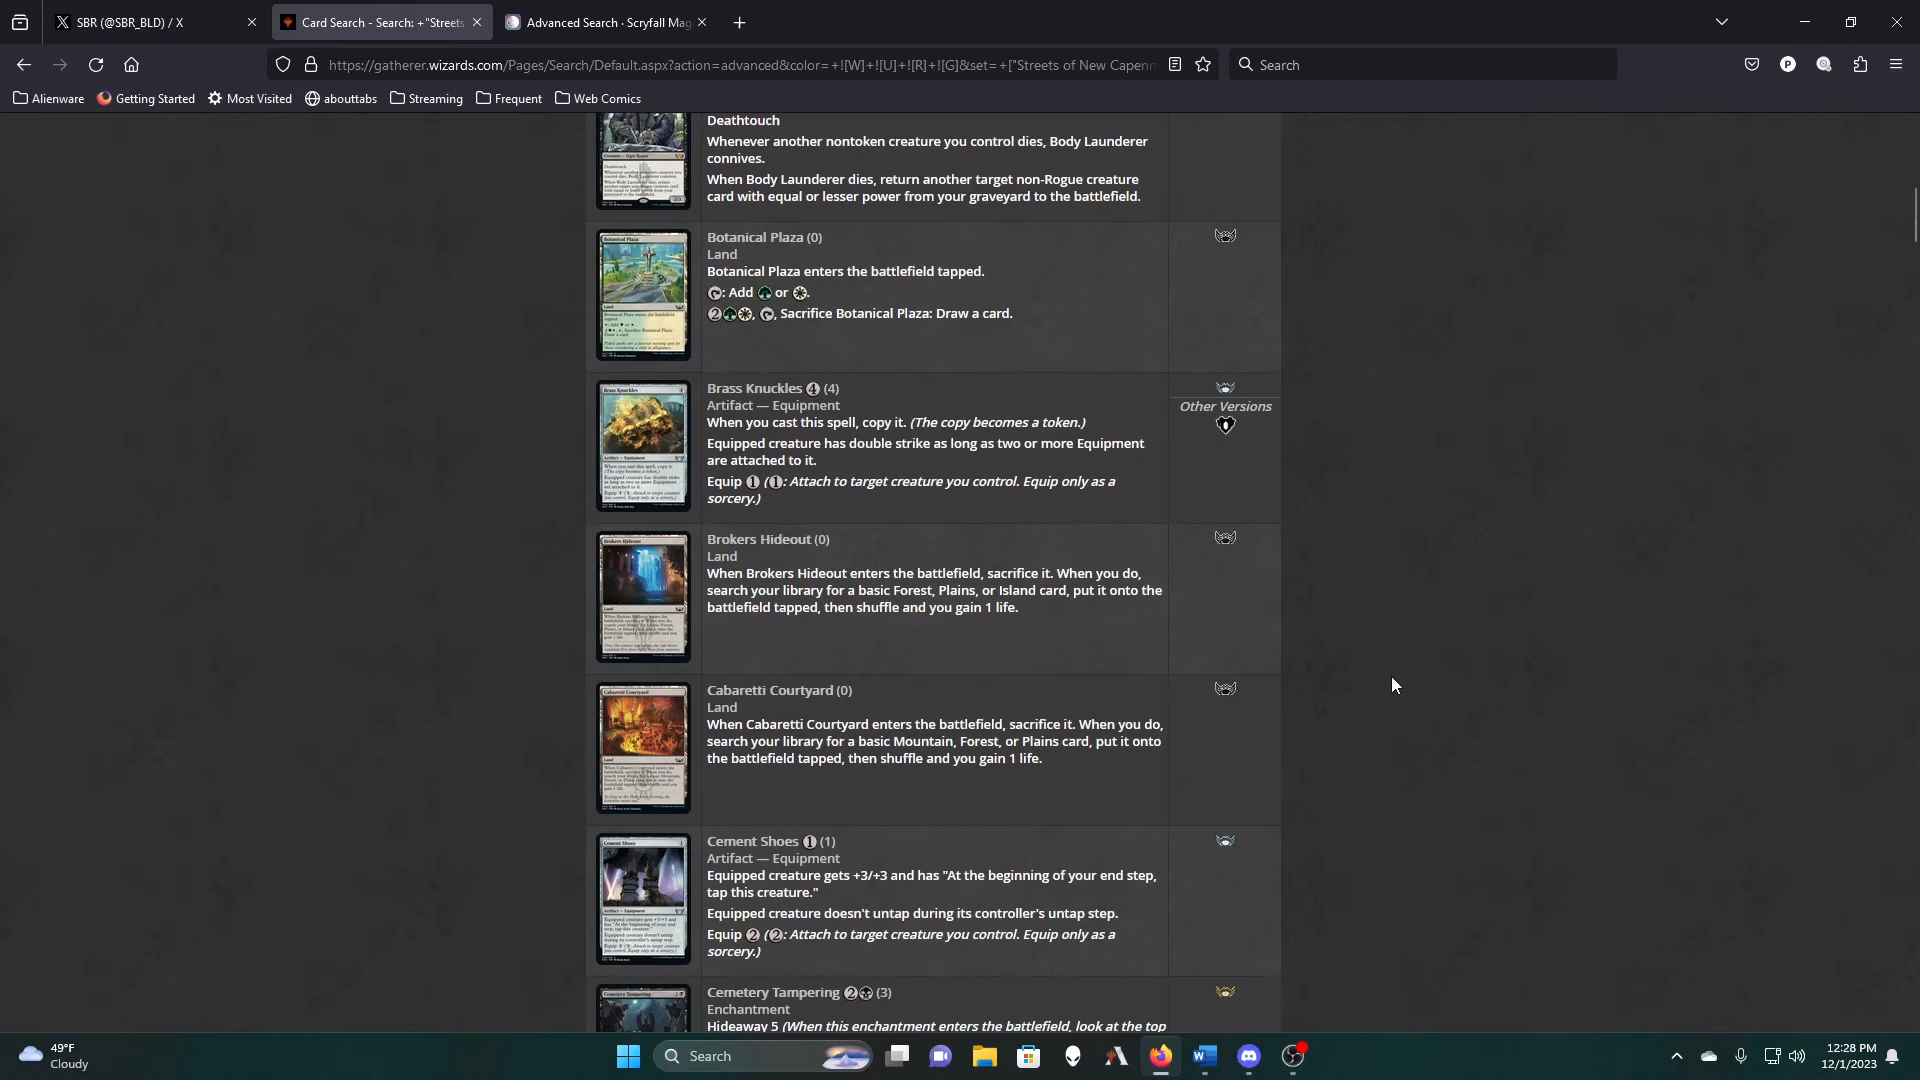 SBR (@SBR_BLD) / X
Card Search - Search: +"Streets
Advanced Search · Scryfall Mag
https://gatherer.wizards.com/Pages/Search/Default.aspx?action=advanced&color=+![W]+![U]+![R]+![G]&set=+["Streets of New Capenn
Search
Alienware
Getting Started
Most Visited
abouttabs
Streaming
Frequent
Web Comics
Deathtouch
Whenever another nontoken creature you control dies, Body Launderer
connives.
When Body Launderer dies, return another target non-Rogue creature
card with equal or lesser power from your graveyard to the battlefield.
Botanical Plaza (0)
Land
Botanical Plaza enters the battlefield tapped.
: Add or .
2 , , Sacrifice Botanical Plaza: Draw a card.
Brass Knuckles 4 (4)
Artifact — Equipment
When you cast this spell, copy it. (The copy becomes a token.)
Equipped creature has double strike as long as two or more Equipment
are attached to it.
Equip 1 (1: Attach to target creature you control. Equip only as a
sorcery.)
Other Versions
Brokers Hideout (0)
Land
When Brokers Hideout enters the battlefield, sacrifice it. When you do,
search your library for a basic Forest, Plains, or Island card, put it onto the
battlefield tapped, then shuffle and you gain 1 life.
Cabaretti Courtyard (0)
Land
When Cabaretti Courtyard enters the battlefield, sacrifice it. When you do,
search your library for a basic Mountain, Forest, or Plains card, put it onto
the battlefield tapped, then shuffle and you gain 1 life.
Cement Shoes 1 (1)
Artifact — Equipment
Equipped creature gets +3/+3 and has "At the beginning of your end step,
tap this creature."
Equipped creature doesn't untap during its controller's untap step.
Equip 2 (2: Attach to target creature you control. Equip only as a
sorcery.)
Cemetery Tampering 2 (3)
Enchantment
Hideaway 5 (When this enchantment enters the battlefield, look at the top
49°F
Cloudy
Search
12:28 PM
12/1/2023